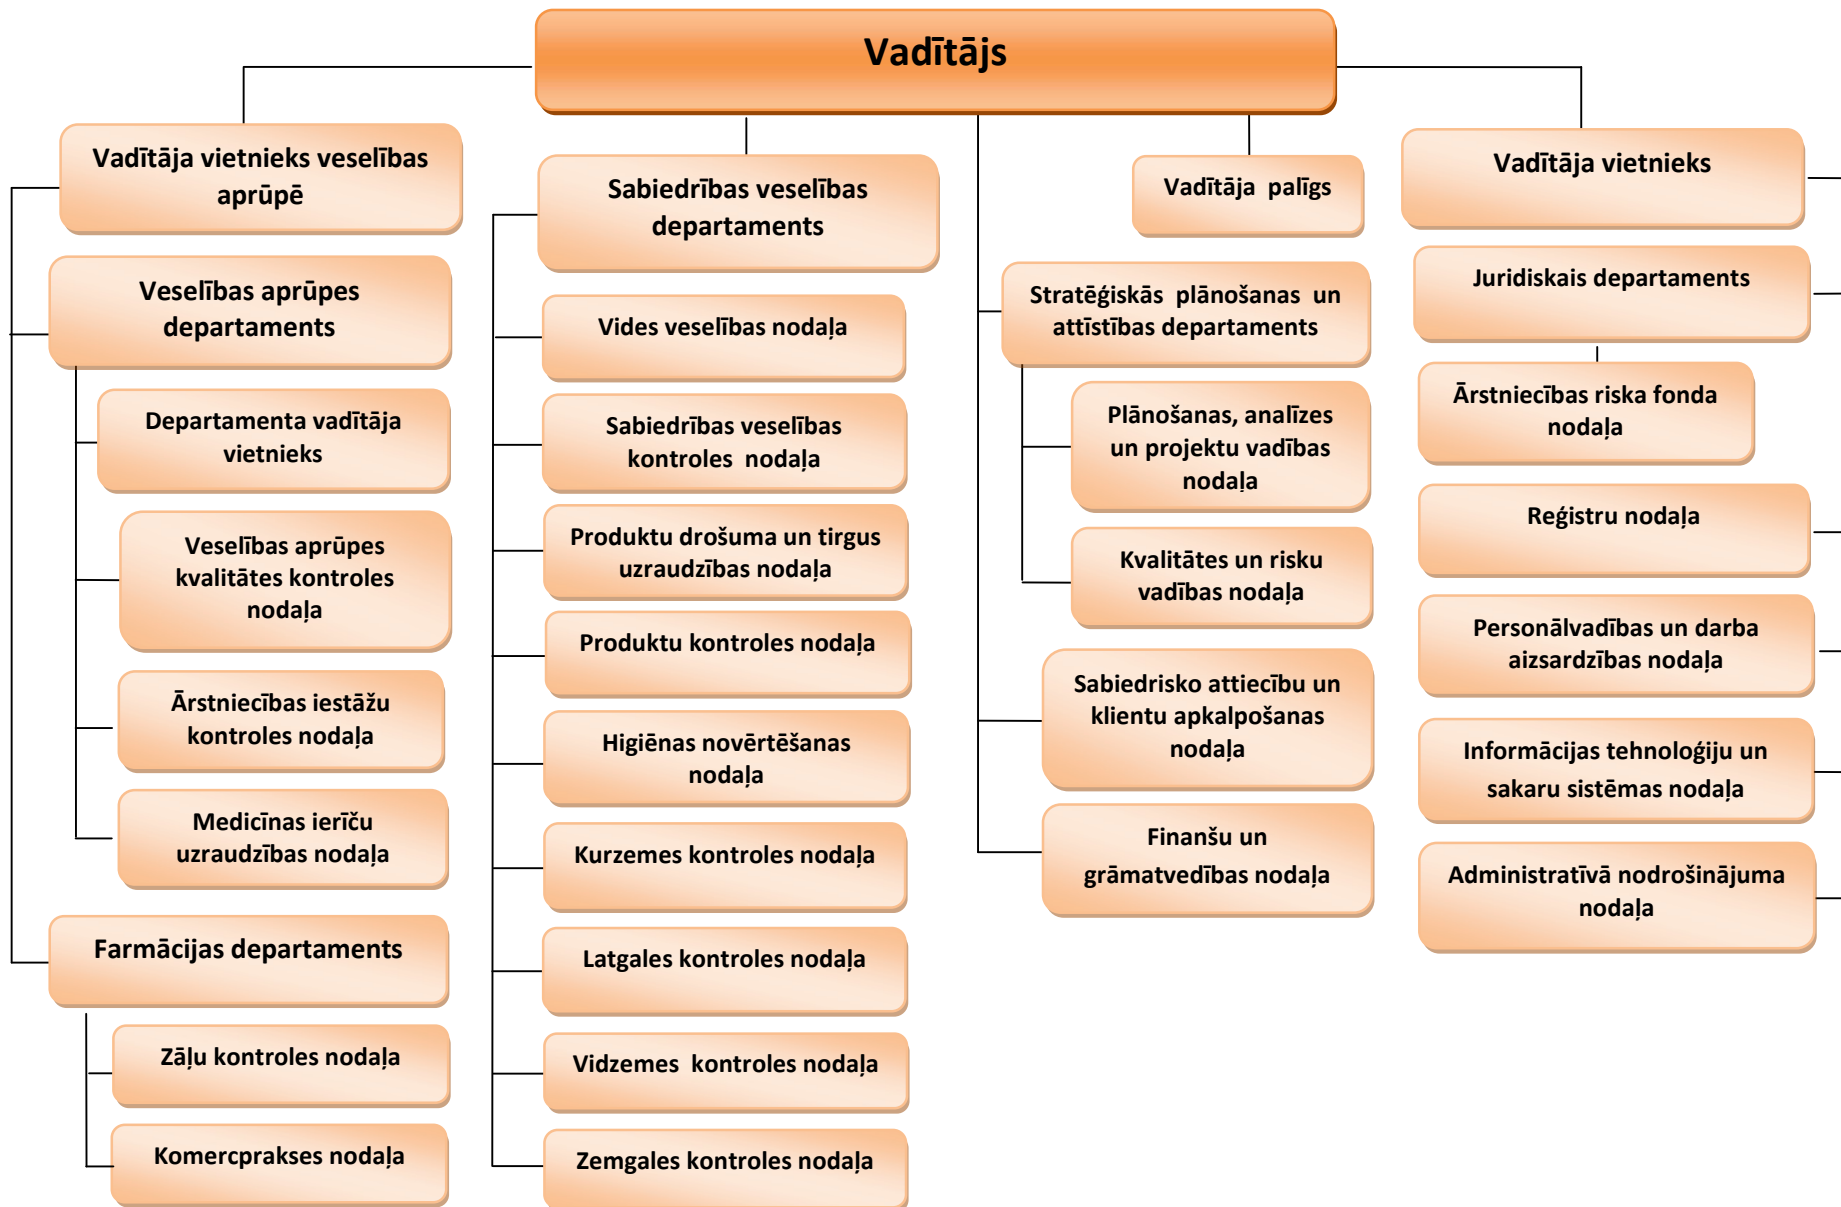 Vadītājs
Vadītāja vietnieks veselības
aprūpē
Veselības aprūpes
departaments
Departamenta vadītāja
vietnieks
Veselības aprūpes
kvalitātes kontroles
nodaļa
Ārstniecības iestāžu
kontroles nodaļa
Medicīnas ierīču
uzraudzības nodaļa
Farmācijas departaments
Zāļu kontroles nodaļa
Komercprakses nodaļa
Sabiedrības veselības
departaments
Vides veselības nodaļa
Sabiedrības veselības
kontroles nodaļa
Produktu drošuma un tirgus
uzraudzības nodaļa
Produktu kontroles nodaļa
Higiēnas novērtēšanas
nodaļa
Kurzemes kontroles nodaļa
Latgales kontroles nodaļa
Vidzemes kontroles nodaļa
Zemgales kontroles nodaļa
Vadītāja palīgs
Stratēģiskās plānošanas un
attīstības departaments
Plānošanas, analīzes
un projektu vadības
nodaļa
Kvalitātes un risku
vadības nodaļa
Sabiedrisko attiecību un
klientu apkalpošanas
nodaļa
Finanšu un
grāmatvedības nodaļa
Vadītāja vietnieks
Juridiskais departaments
Ārstniecības riska fonda
nodaļa
Reģistru nodaļa
Personālvadības un darba
aizsardzības nodaļa
Informācijas tehnoloģiju un
sakaru sistēmas nodaļa
Administratīvā nodrošinājuma
nodaļa